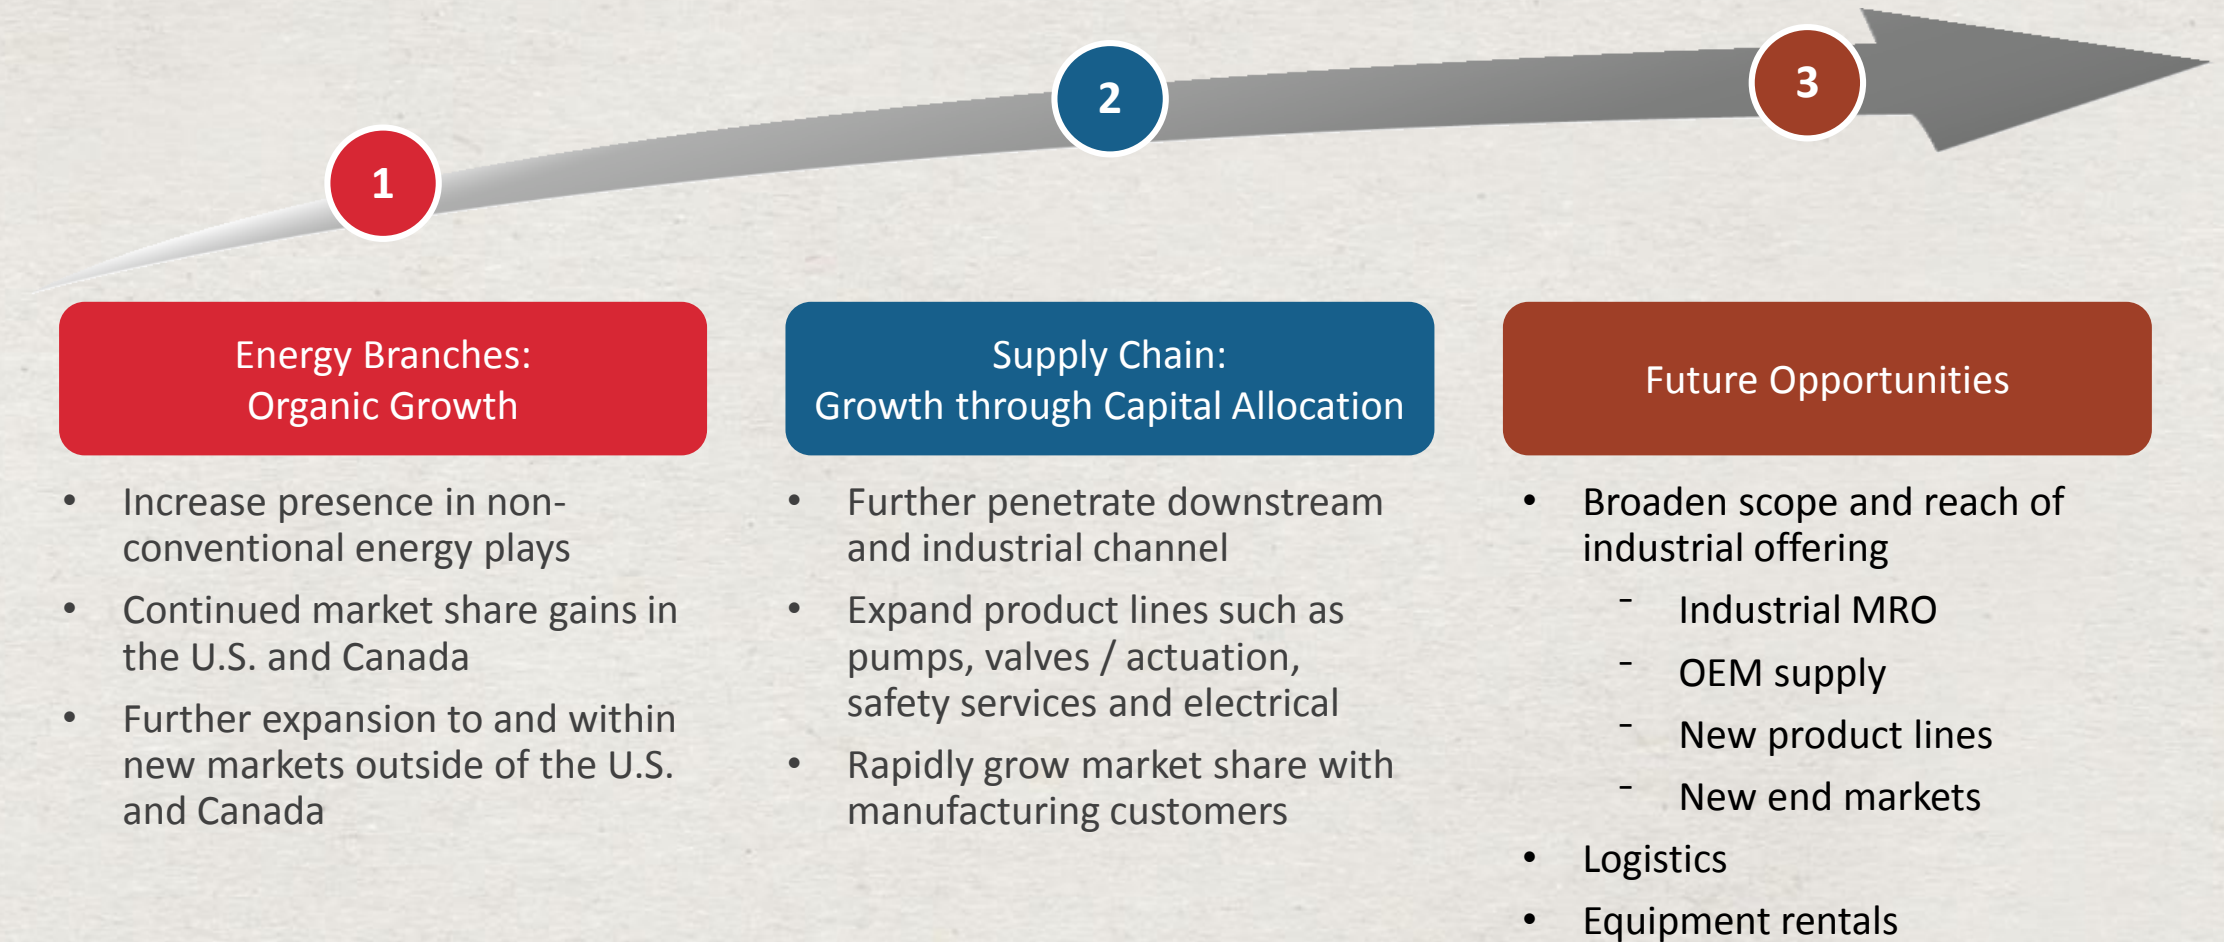 1
2
3
Energy Branches:
Organic Growth
• Increase presence in non-
conventional energy plays
• Continued market share gains in
the U.S. and Canada
• Further expansion to and within
new markets outside of the U.S.
and Canada
Supply Chain:
Growth through Capital Allocation
• Further penetrate downstream
and industrial channel
• Expand product lines such as
pumps, valves / actuation,
safety services and electrical
• Rapidly grow market share with
manufacturing customers
Future Opportunities
• Broaden scope and reach of
industrial offering
- Industrial MRO
- OEM supply
- New product lines
- New end markets
• Logistics
• Equipment rentals